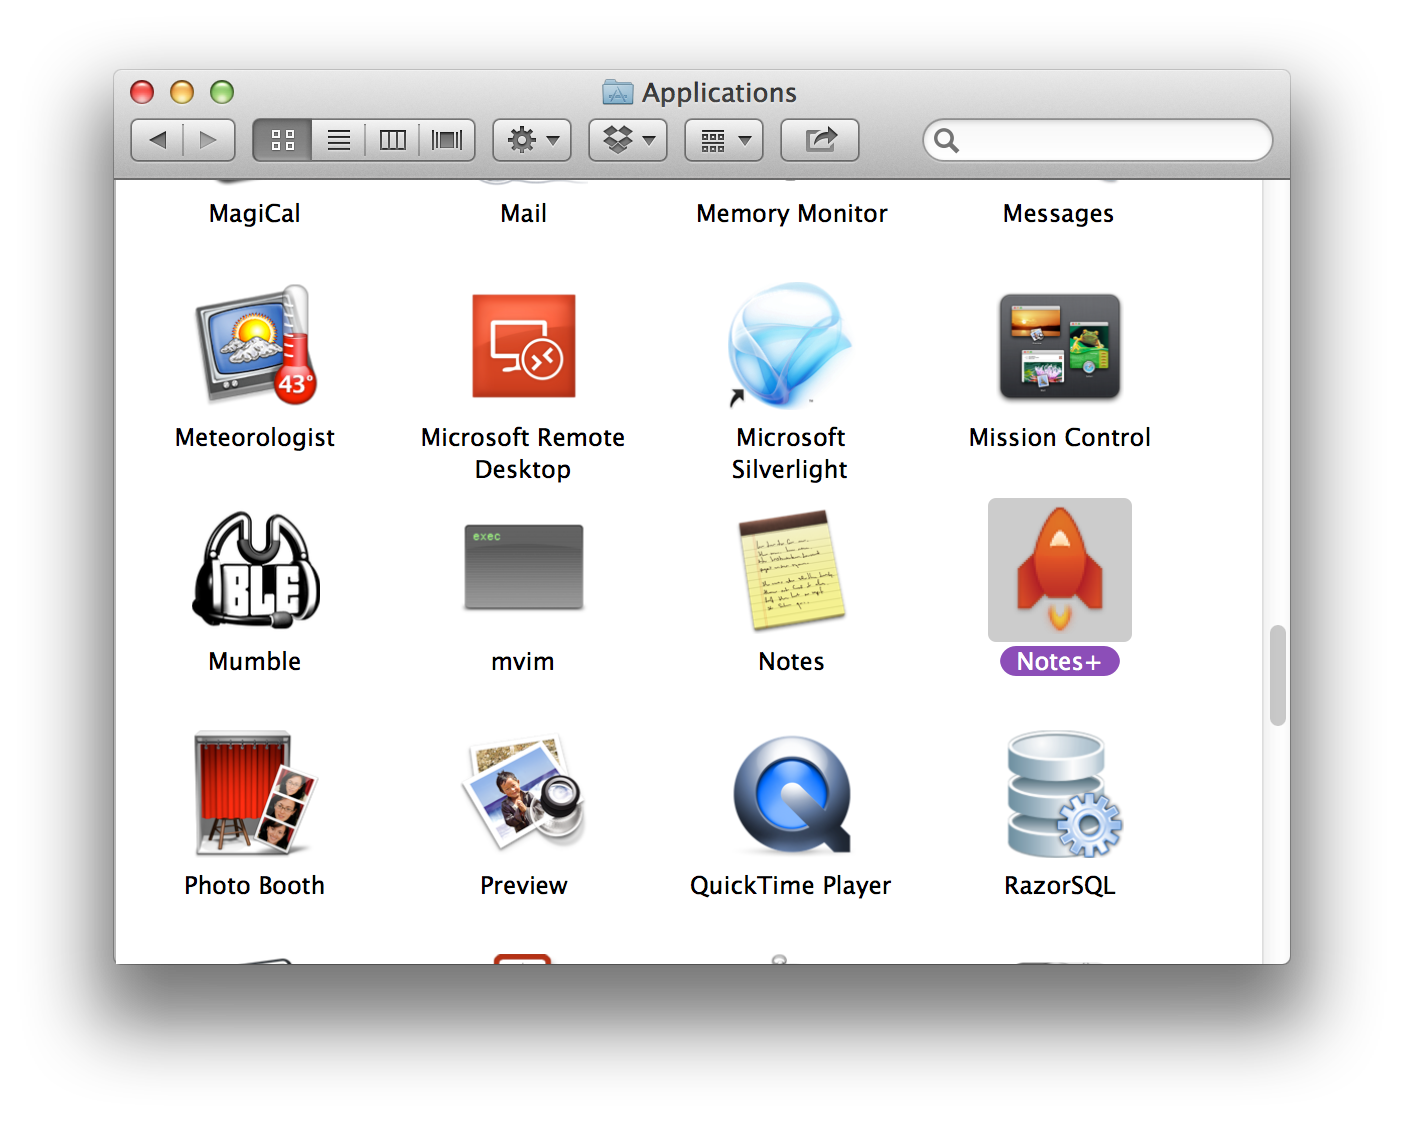 Applications
MagiCal
Mail
Memory Monitor
Messages
43°
Meteorologist
Microsoft Remote
Desktop
Microsoft
Silverlight
Mission Control
BLE
Mumble
exec
mvim
Notes
Notes+
Photo Booth
Preview
QuickTime Player
RazorSQL